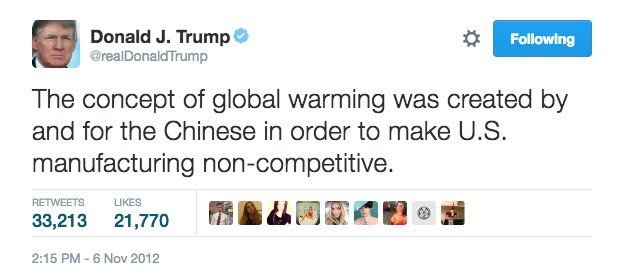 Donald J. Trump
@realDonaldTrump
Following
The concept of global warming was created by
and for the Chinese in order to make U.S.
manufacturing non-competitive.
RETWEETS LIKES
33,213 21,770
2:15 PM - 6 Nov 2012